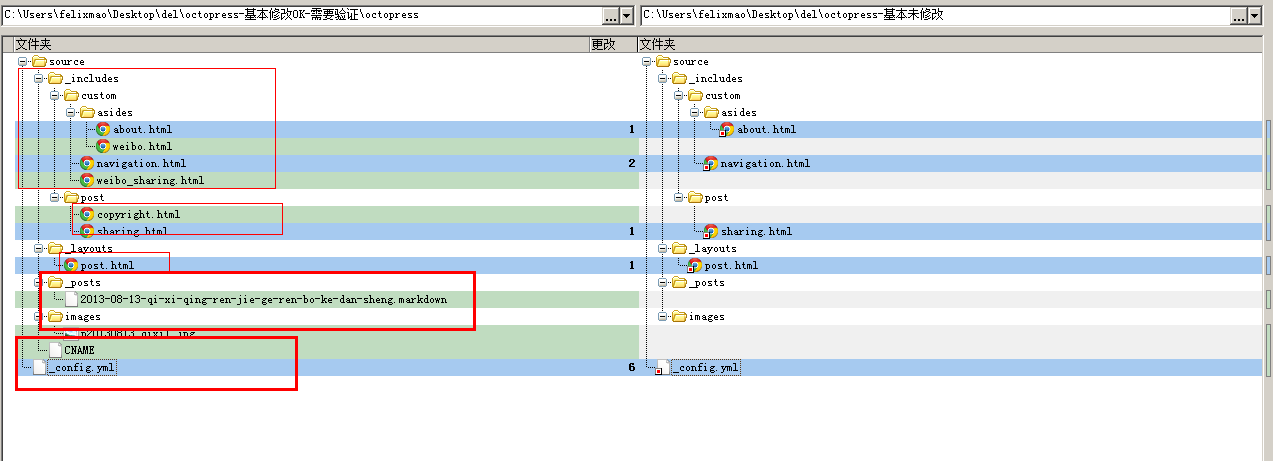 C:\Users\felixmao\Desktop\del\octopress-基本修改OK-需要验证\octopress ... C:\Users\felixmao\Desktop\del\octopress-基本未修改 ...
文件夹 更改 文件夹
source source
_includes _includes
custom custom
asides asides
about.html 1 about.html
weibo.html
navigation.html 2 navigation.html
weibo_sharing.html
post post
copyright.html
sharing.html 1 sharing.html
_layouts _layouts
post.html 1 post.html
_posts _posts
2013-08-13-qi-xi-qing-ren-jie-ge-ren-bo-ke-dan-sheng.markdown
images images
CNAME
_config.yml 6 _config.yml